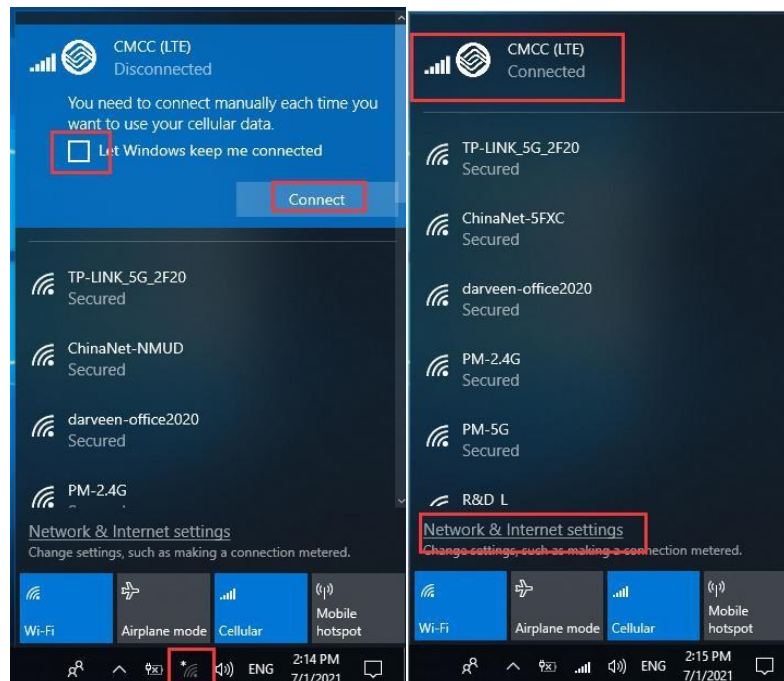 CMCC (LTE)
Disconnected
You need to connect manually each time you
want to use your cellular data.
Let Windows keep me connected
Connect
TP-LINK_5G_2F20
Secured
ChinaNet-NMUD
Secured
darveen-office2020
Secured
PM-2.4G
Network & Internet settings
Change settings, such as making a connection metered.
Wi-Fi
Airplane mode
Cellular
Mobile
hotspot
ENG
2:14 PM
7/1/2021
CMCC (LTE)
Connected
TP-LINK_5G_2F20
Secured
ChinaNet-5FXC
Secured
darveen-office2020
Secured
PM-2.4G
Secured
PM-5G
Secured
R&D L
Network & Internet settings
Change settings, such as making a connection metered.
Wi-Fi
Airplane mode
Cellular
Mobile
hotspot
ENG
2:15 PM
7/1/2021